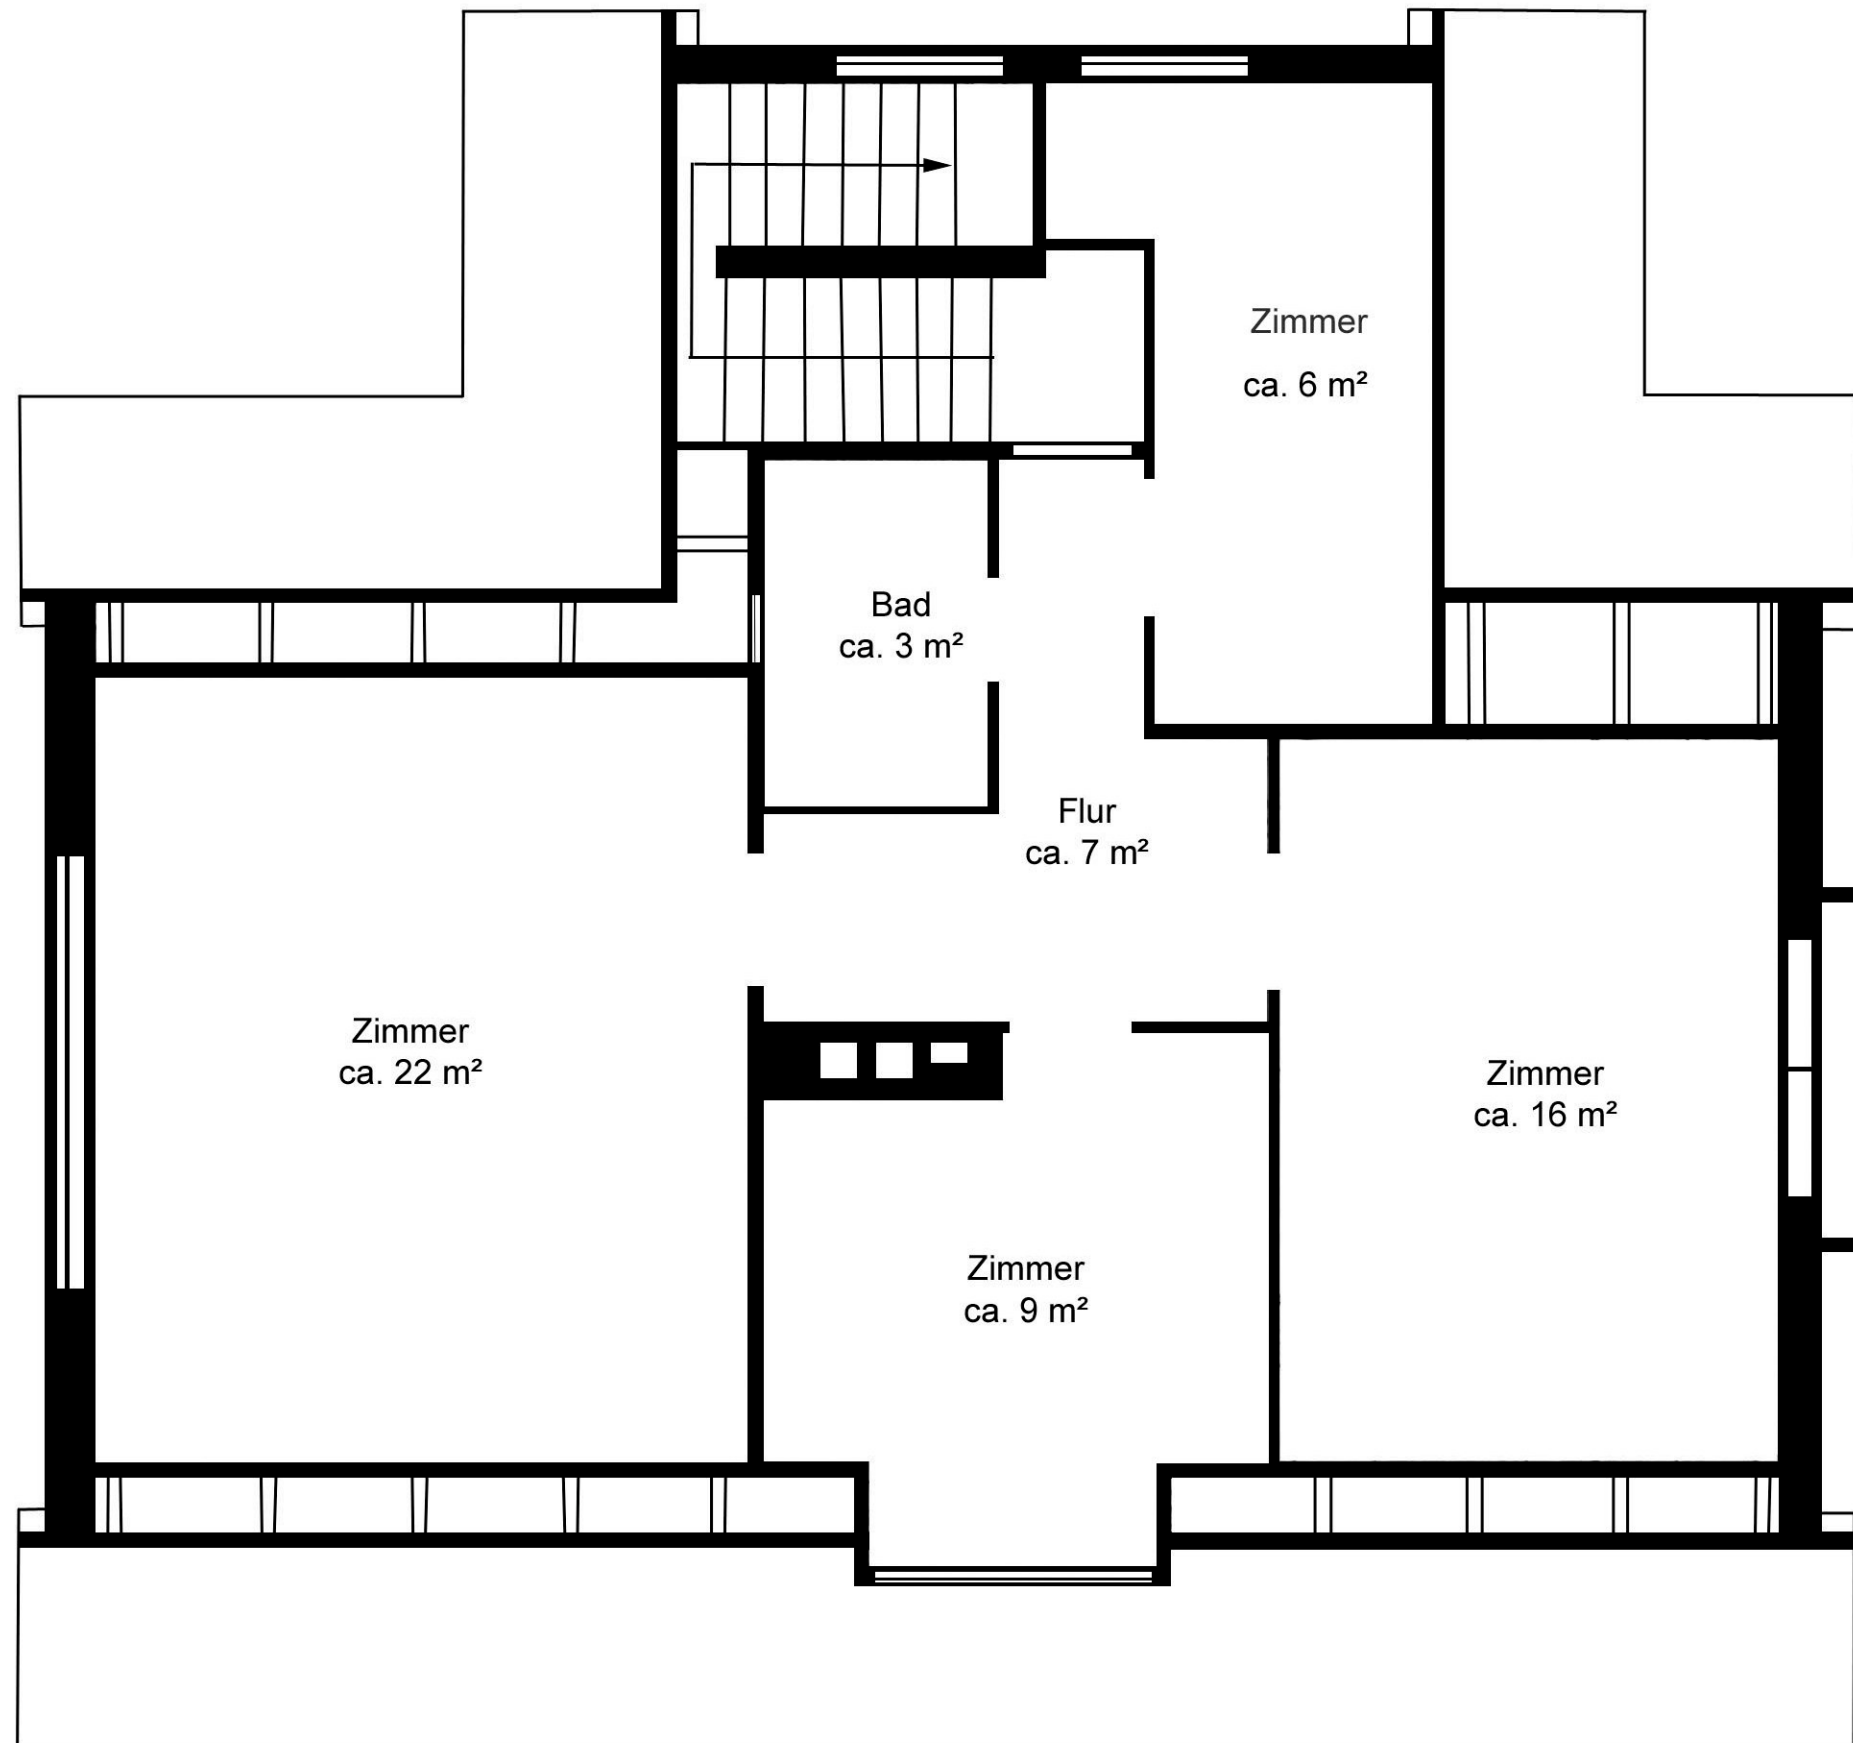 Zimmer
ca. 6 m²
Bad
ca. 3 m²
Flur
ca. 7 m²
Zimmer
ca. 22 m²
Zimmer
ca. 16 m²
Zimmer
ca. 9 m²